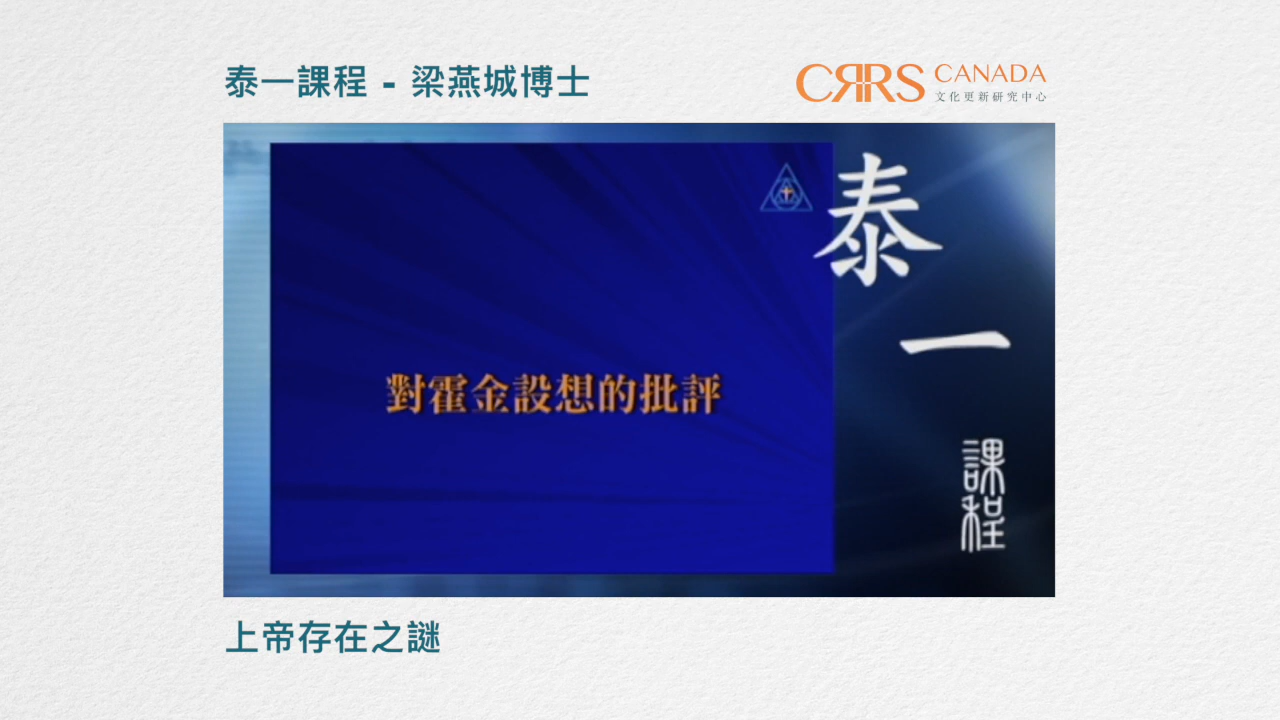 泰一課程 - 梁燕城博士
CRRS CANADA
文化更新研究中心
泰一
課程
對霍金設想的批評
上帝存在之謎